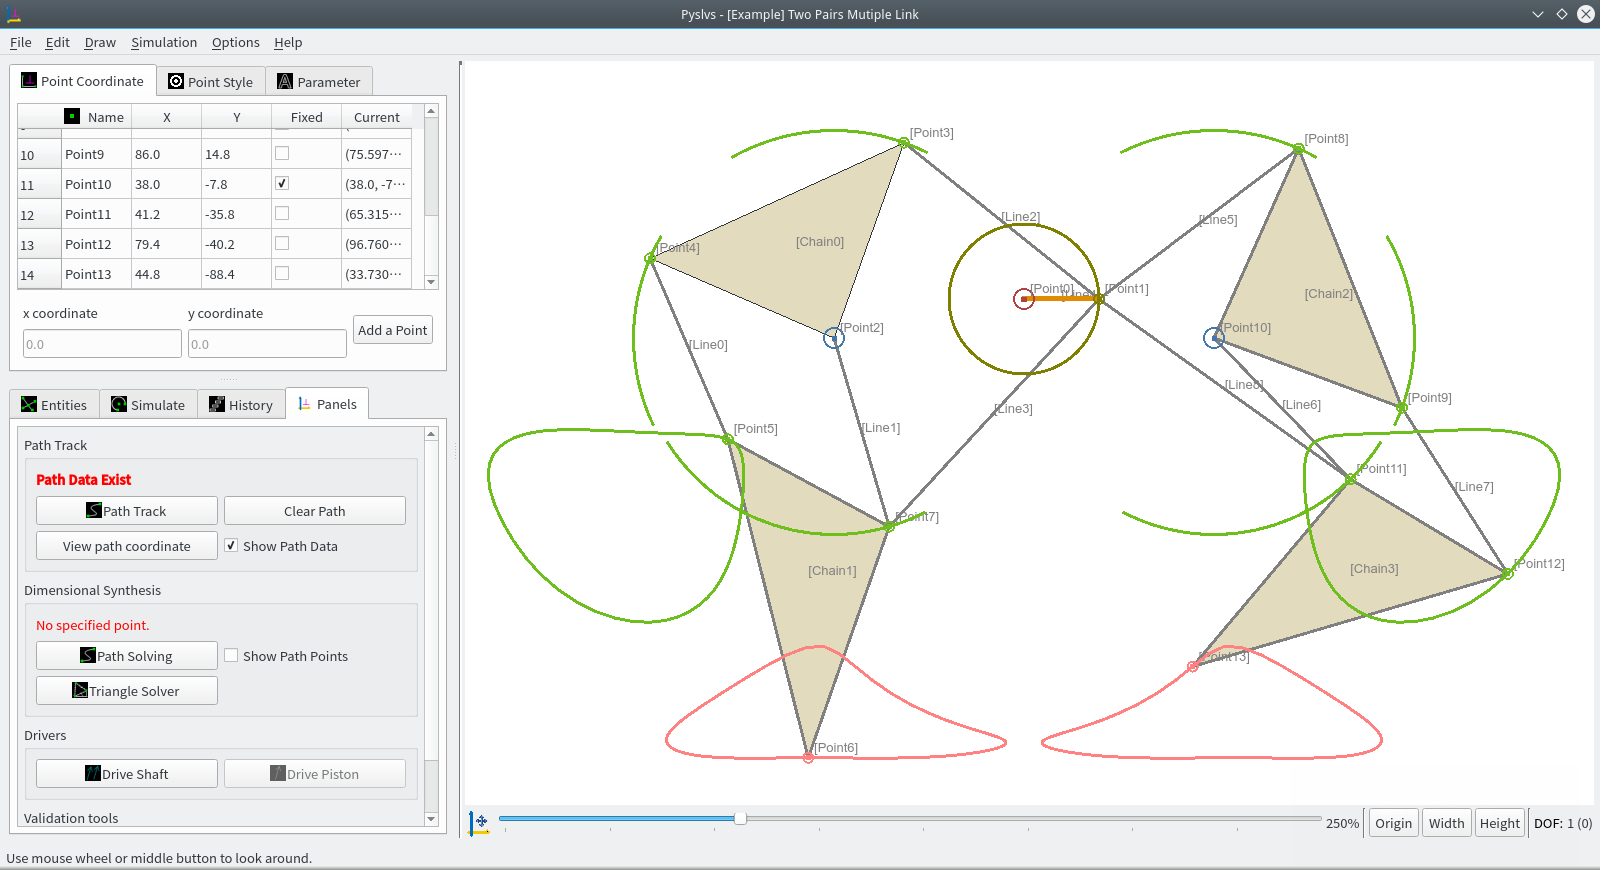 Pyslvs - [Example] Two Pairs Mutiple Link
File Edit Draw Simulation Options Help
Point Coordinate Point Style Parameter
Name X Y Fixed Current
10 Point9 86.0 14.8 (75.597···
11 Point10 38.0 -7.8 (38.0, -7···
12 Point11 41.2 -35.8 (65.315···
13 Point12 79.4 -40.2 (96.760···
14 Point13 44.8 -88.4 (33.730···
x coordinate y coordinate
0.0 0.0 Add a Point
Entities Simulate History Panels
Path Track
Path Data Exist
Path Track Clear Path
View path coordinate Show Path Data
Dimensional Synthesis
No specified point.
Path Solving Show Path Points
Triangle Solver
Drivers
Drive Shaft Drive Piston
Validation tools
[Point3] [Point8]
[Line2] [Line5]
[Point4] [Chain0]
[Point0] [Point1] [Chain2]
[Point2] [Point10]
[Line0]
[Line8]
[Point9]
[Line3] [Line6]
[Point5] [Line1]
[Point11]
[Line7]
[Point7]
[Chain1] [Chain3] [Point12]
[Point13]
[Point6]
250% Origin Width Height DOF: 1 (0)
Use mouse wheel or middle button to look around.